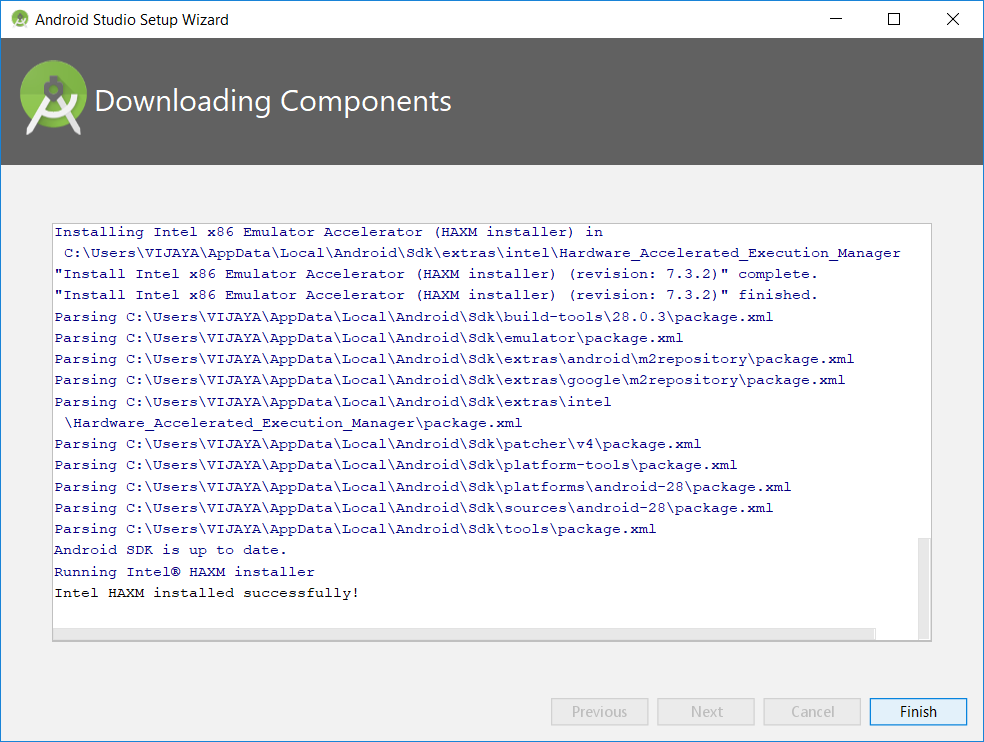 Android Studio Setup Wizard
Downloading Components
Installing Intel x86 Emulator Accelerator (HAXM installer) in
C:\Users\VIJAYA\AppData\Local\Android\Sdk\extras\intel\Hardware_Accelerated_Execution_Manager
"Install Intel x86 Emulator Accelerator (HAXM installer) (revision: 7.3.2)" complete.
"Install Intel x86 Emulator Accelerator (HAXM installer) (revision: 7.3.2)" finished.
Parsing C:\Users\VIJAYA\AppData\Local\Android\Sdk\build-tools\28.0.3\package.xml
Parsing C:\Users\VIJAYA\AppData\Local\Android\Sdk\emulator\package.xml
Parsing C:\Users\VIJAYA\AppData\Local\Android\Sdk\extras\android\m2repository\package.xml
Parsing C:\Users\VIJAYA\AppData\Local\Android\Sdk\extras\google\m2repository\package.xml
Parsing C:\Users\VIJAYA\AppData\Local\Android\Sdk\extras\intel
\Hardware_Accelerated_Execution_Manager\package.xml
Parsing C:\Users\VIJAYA\AppData\Local\Android\Sdk\patcher\v4\package.xml
Parsing C:\Users\VIJAYA\AppData\Local\Android\Sdk\platform-tools\package.xml
Parsing C:\Users\VIJAYA\AppData\Local\Android\Sdk\platforms\android-28\package.xml
Parsing C:\Users\VIJAYA\AppData\Local\Android\Sdk\sources\android-28\package.xml
Parsing C:\Users\VIJAYA\AppData\Local\Android\Sdk\tools\package.xml
Android SDK is up to date.
Running Intel® HAXM installer
Intel HAXM installed successfully!
Previous Next Cancel Finish